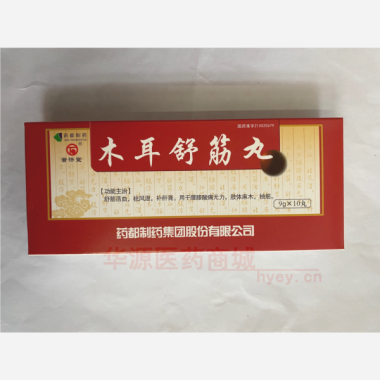 木耳舒筋丸
【功能主治】
舒筋活血，祛风湿，补肝肾。用于腰膝酸痛无力，肢体麻木、抽筋。
9g×10丸
药都制药集团股份有限公司
华源医药商城
hyey.cn